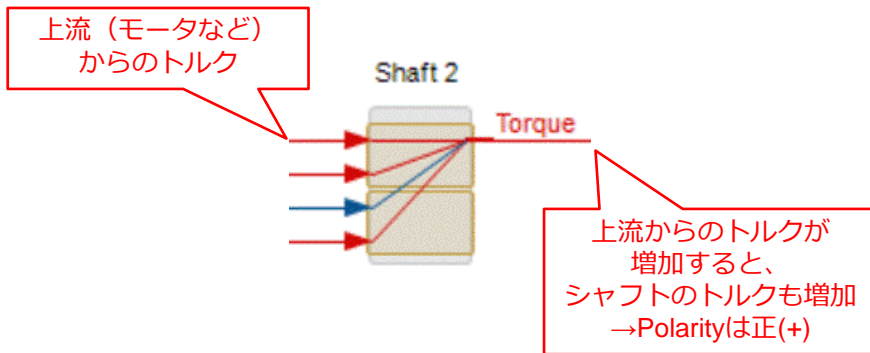 上流（モータなど）
からのトルク
Shaft 2
Torque
上流からのトルクが
増加すると、
シャフトのトルクも増加
→Polarityは正(+)